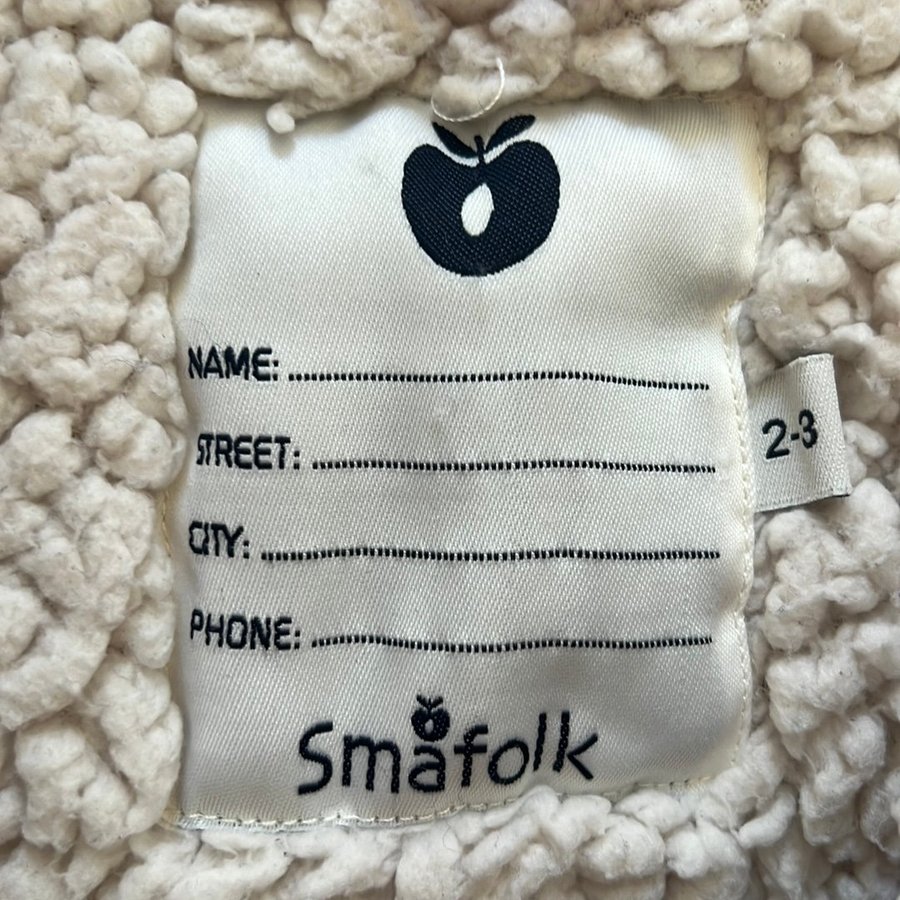 NAME:
STREET:
2-3
CITY:
PHONE:
Småfolk